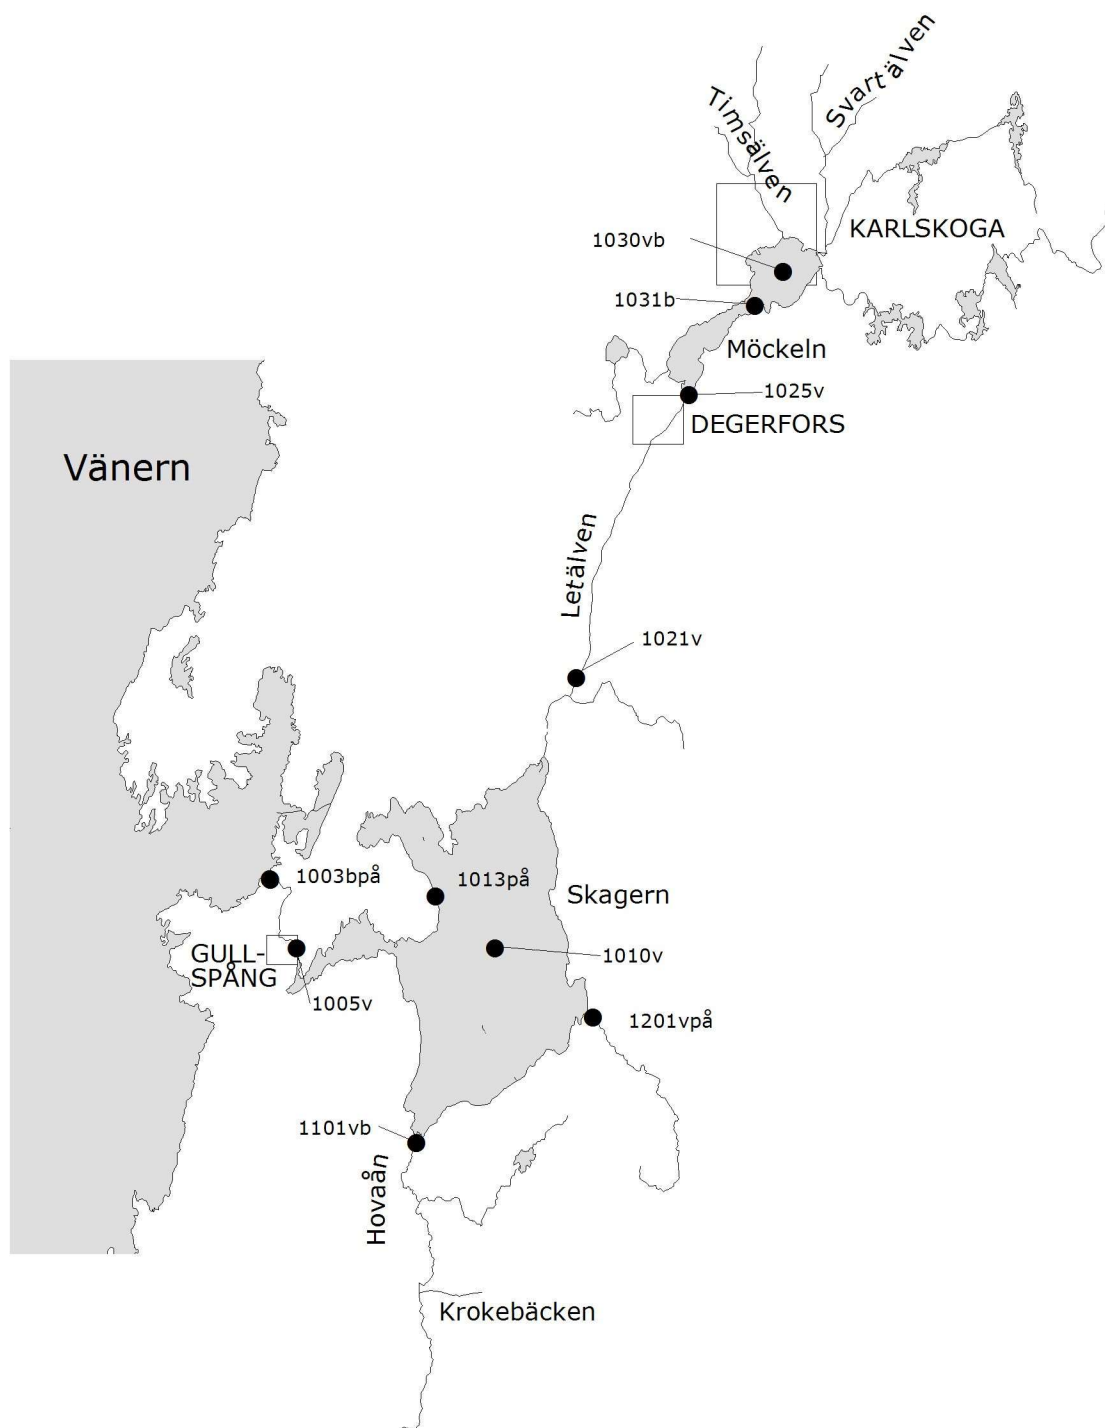 Svartälven
Timsälven
KARLSKOGA
1030vb
1031b
Möckeln
1025v
DEGERFORS
Vänern
Letälven
1021v
1003bpå
1013på
Skagern
GULL-
SPÅNG
1010v
1005v
1201vpå
1101vb
Hovaån
Krokebäcken